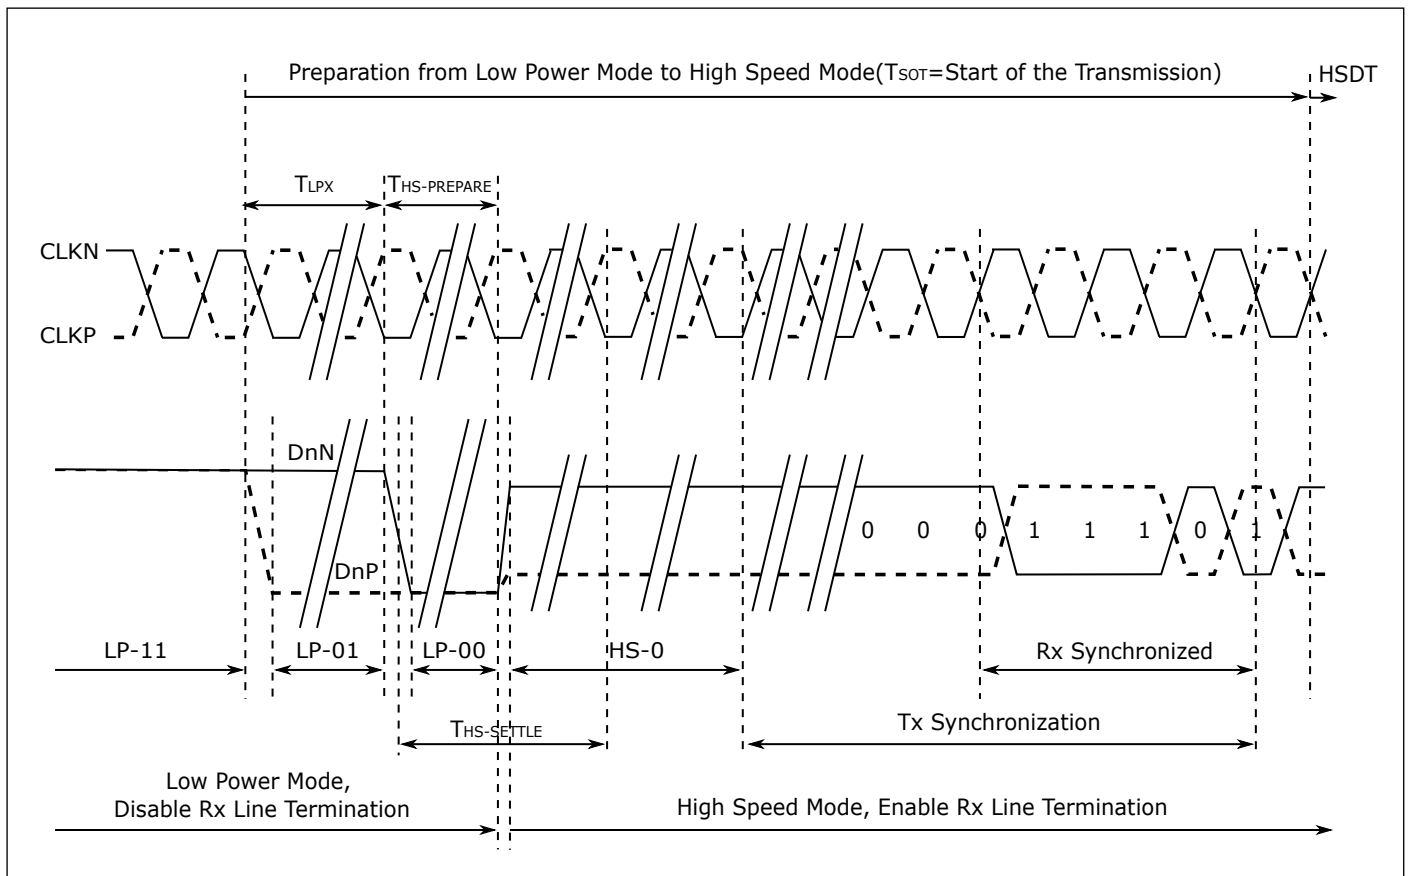 Preparation from Low Power Mode to High Speed Mode(TSOT=Start of the Transmission)
HSDT
TLPX
THS-PREPARE
CLKN
CLKP
DnN
DnP
0 0 0 1 1 1 0 1
LP-11
LP-01
LP-00
HS-0
Rx Synchronized
THS-SETTLE
Tx Synchronization
Low Power Mode,
Disable Rx Line Termination
High Speed Mode, Enable Rx Line Termination